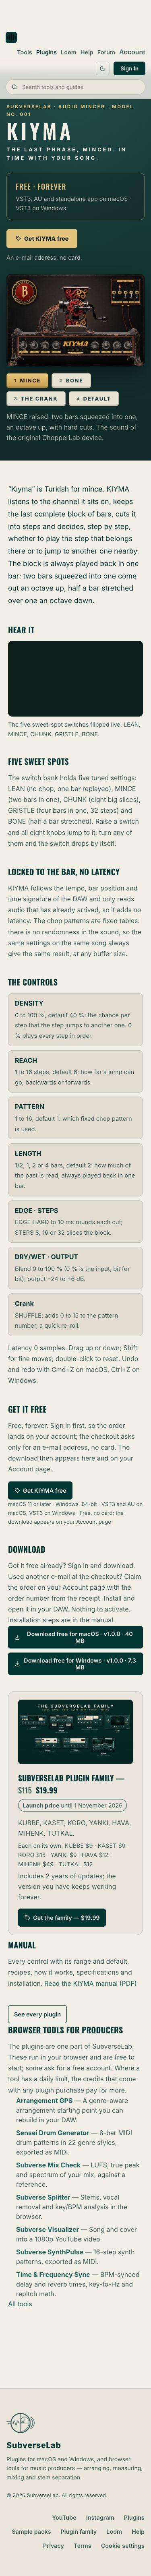 Tools Plugins Loom Help Forum Account
Sign In
Search tools and guides
SUBVERSELAB · AUDIO MINCER · MODEL
NO. 001
KIYMA
THE LAST PHRASE, MINCED. IN
TIME WITH YOUR SONG.
FREE · FOREVER
VST3, AU and standalone app on macOS ·
VST3 on Windows
Get KIYMA free
An e-mail address, no card.
KIYMA
1 MINCE
2 BONE
3 THE CRANK
4 DEFAULT
MINCE raised: two bars squeezed into one,
an octave up, with hard cuts. The sound of
the original ChopperLab device.
“Kıyma” is Turkish for mince. KIYMA
listens to the channel it sits on, keeps
the last complete block of bars, cuts it
into steps and decides, step by step,
whether to play the step that belongs
there or to jump to another one nearby.
The block is always played back in one
bar: two bars squeezed into one come
out an octave up, half a bar stretched
over one an octave down.
HEAR IT
The five sweet-spot switches flipped live: LEAN,
MINCE, CHUNK, GRISTLE, BONE.
FIVE SWEET SPOTS
The switch bank holds five tuned settings:
LEAN (no chop, one bar replayed), MINCE
(two bars in one), CHUNK (eight big slices),
GRISTLE (four bars in one, 32 steps) and
BONE (half a bar stretched). Raise a switch
and all eight knobs jump to it; turn any of
them and the switch drops by itself.
LOCKED TO THE BAR, NO LATENCY
KIYMA follows the tempo, bar position and
time signature of the DAW and only reads
audio that has already arrived, so it adds no
latency. The chop patterns are fixed tables:
there is no randomness in the sound, so the
same settings on the same song always
give the same result, at any buffer size.
THE CONTROLS
DENSITY
0 to 100 %, default 40 %: the chance per
step that the step jumps to another one. 0
% plays every step in order.
REACH
1 to 16 steps, default 6: how far a jump can
go, backwards or forwards.
PATTERN
1 to 16, default 1: which fixed chop pattern
is used.
LENGTH
1/2, 1, 2 or 4 bars, default 2: how much of
the past is read, always played back in one
bar.
EDGE · STEPS
EDGE HARD to 10 ms rounds each cut;
STEPS 8, 16 or 32 slices the block.
DRY/WET · OUTPUT
Blend 0 to 100 % (0 % is the input, bit for
bit); output −24 to +6 dB.
Crank
SHUFFLE: adds 0 to 15 to the pattern
number, a quick re-roll.
Latency 0 samples. Drag up or down; Shift
for fine moves; double-click to reset. Undo
and redo with Cmd+Z on macOS, Ctrl+Z on
Windows.
GET IT FREE
Free, forever. Sign in first, so the order
lands on your account; the checkout asks
only for an e-mail address, no card. The
download then appears here and on your
Account page.
Get KIYMA free
macOS 11 or later · Windows, 64-bit · VST3 and AU on
macOS, VST3 on Windows · Free, no card; the
download appears on your Account page
DOWNLOAD
Got it free already? Sign in and download.
Used another e-mail at the checkout? Claim
the order on your Account page with the
order number from the receipt. Install and
open it in your DAW. Nothing to activate.
Installation steps are in the manual.
Download free for macOS · v1.0.0 · 40
MB
Download free for Windows · v1.0.0 · 7.3
MB
THE SUBVERSELAB FAMILY
SUBVERSELAB PLUGIN FAMILY —
$115 $19.99
Launch price until 1 November 2026
KUBBE, KASET, KORO, YANKI, HAVA,
MIHENK, TUTKAL.
Each on its own: KUBBE $9 · KASET $9 ·
KORO $15 · YANKI $9 · HAVA $12 ·
MIHENK $49 · TUTKAL $12
Includes 2 years of updates; the
version you have keeps working
forever.
Get the family — $19.99
MANUAL
Every control with its range and default,
recipes, how it works, specifications and
installation. Read the KIYMA manual (PDF)
See every plugin
BROWSER TOOLS FOR PRODUCERS
The plugins are one part of SubverseLab.
These run in your browser and are free to
start; some ask for a free account. Where a
tool has a daily limit, the credits that come
with any plugin purchase pay for more.
Arrangement GPS — A genre-aware
arrangement starting point you can
rebuild in your DAW.
Sensei Drum Generator — 8-bar MIDI
drum patterns in 22 genre styles,
exported as MIDI.
Subverse Mix Check — LUFS, true peak
and spectrum of your mix, against a
reference.
Subverse Splitter — Stems, vocal
removal and key/BPM analysis in the
browser.
Subverse Visualizer — Song and cover
into a 1080p YouTube video.
Subverse SynthPulse — 16-step synth
patterns, exported as MIDI.
Time & Frequency Sync — BPM-synced
delay and reverb times, key-to-Hz and
repitch math.
All tools
SubverseLab
Plugins for macOS and Windows, and browser
tools for music producers — arranging, measuring,
mixing and stem separation.
© 2026 SubverseLab. All rights reserved.
YouTube Instagram Plugins
Sample packs Plugin family Loom Help
Privacy Terms Cookie settings